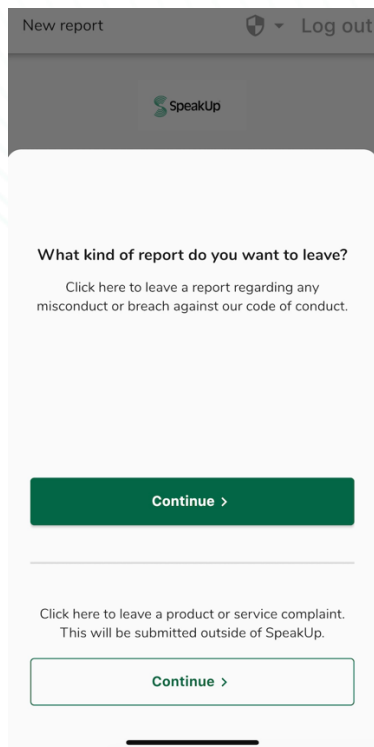 New report
Log out
SpeakUp
What kind of report do you want to leave?
Click here to leave a report regarding any
misconduct or breach against our code of conduct.
Continue >
Click here to leave a product or service complaint.
This will be submitted outside of SpeakUp.
Continue >